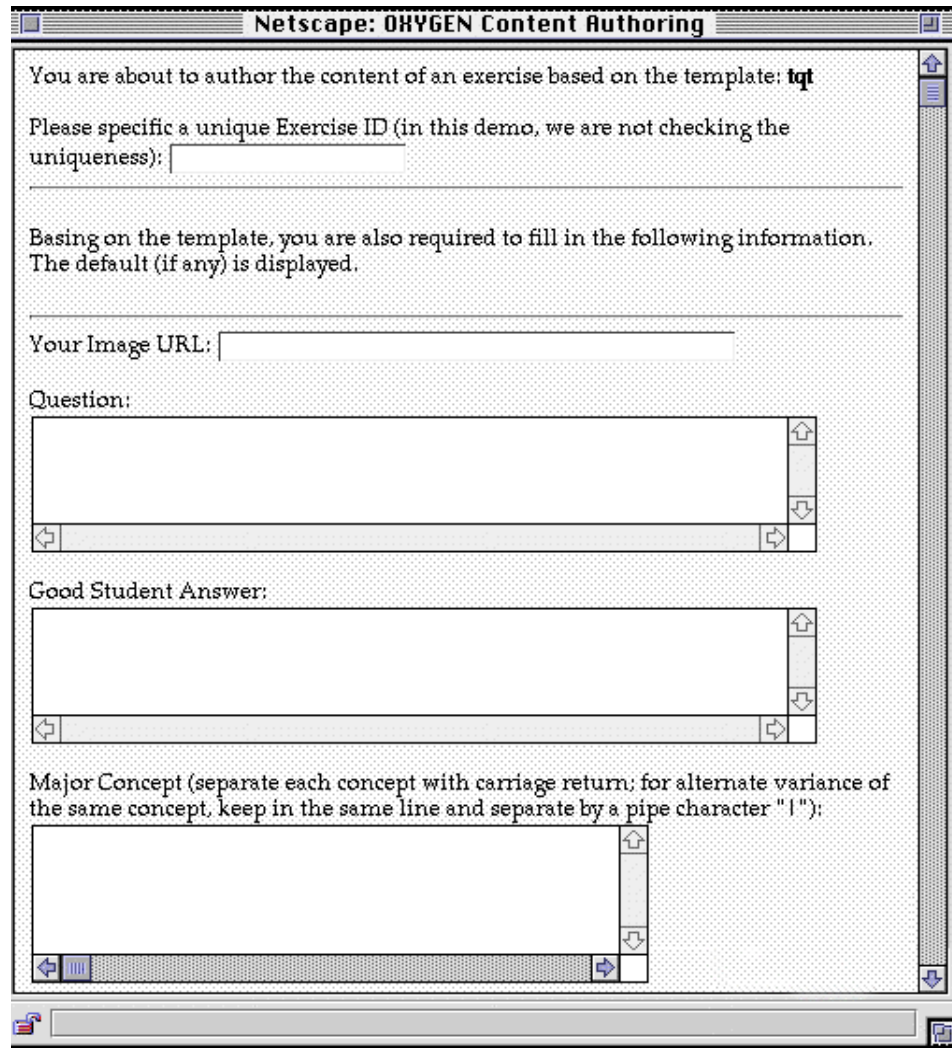 Netscape: OXYGEN Content Authoring
You are about to author the content of an exercise based on the template: tqt
Please specific a unique Exercise ID (in this demo, we are not checking the
uniqueness):
Basing on the template, you are also required to fill in the following information.
The default (if any) is displayed.
Your Image URL:
Question:
Good Student Answer:
Major Concept (separate each concept with carriage return; for alternate variance of
the same concept, keep in the same line and separate by a pipe character "|"):